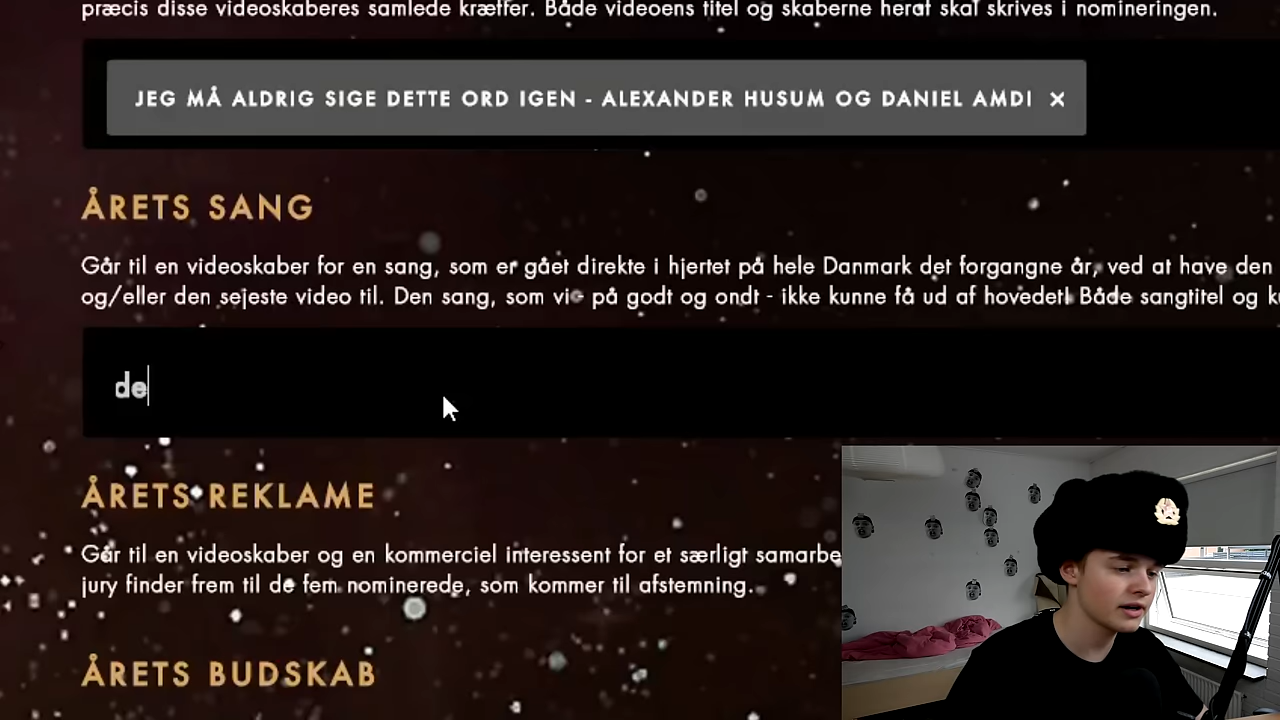 præcis disse videoskaberes samlede kræfter. Både videoens titel og skaberne heraf skal skrives i nomineringen.
JEG MÅ ALDRIG SIGE DETTE ORD IGEN - ALEXANDER HUSUM OG DANIEL AMDI ×
ÅRETS SANG
Går til en videoskaber for en sang, som er gået direkte i hjertet på hele Danmark det forgangne år, ved at have den
og/eller den sejeste video til. Den sang, som vi - på godt og ondt - ikke kunne få ud af hovedet! Både sangtitel og
de
ÅRETS REKLAME
Går til en videoskaber og en kommerciel interessent for et særligt samarbe
jury finder frem til de fem nominerede, som kommer til afstemning.
ÅRETS BUDSKAB